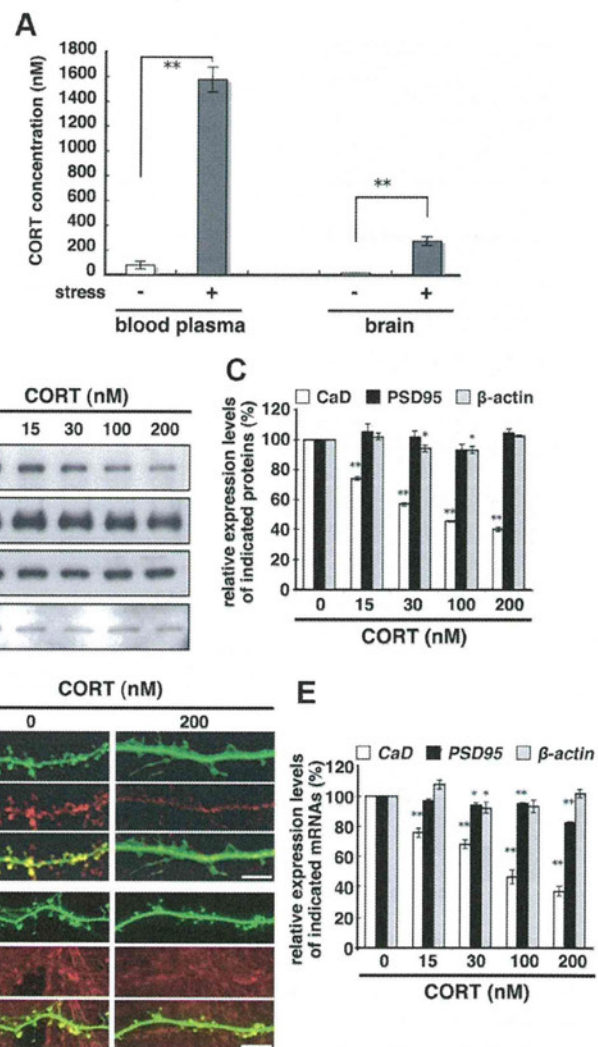 A
CORT concentration (nM)
1800
1600
1400
1200
1000
800
600
400
200
0
**
**
stress - + - +
blood plasma brain
CORT (nM)
15 30 100 200
C
CaD PSD95 β-actin
relative expression levels
of indicated proteins (%)
120
100
80
60
40
20
0
**
**
*
**
*
**
0 15 30 100 200
CORT (nM)
CORT (nM)
0 200
E
CaD PSD95 β-actin
relative expression levels
of indicated mRNAs (%)
120
100
80
60
40
20
0
**
**
* *
**
**
**
**
0 15 30 100 200
CORT (nM)